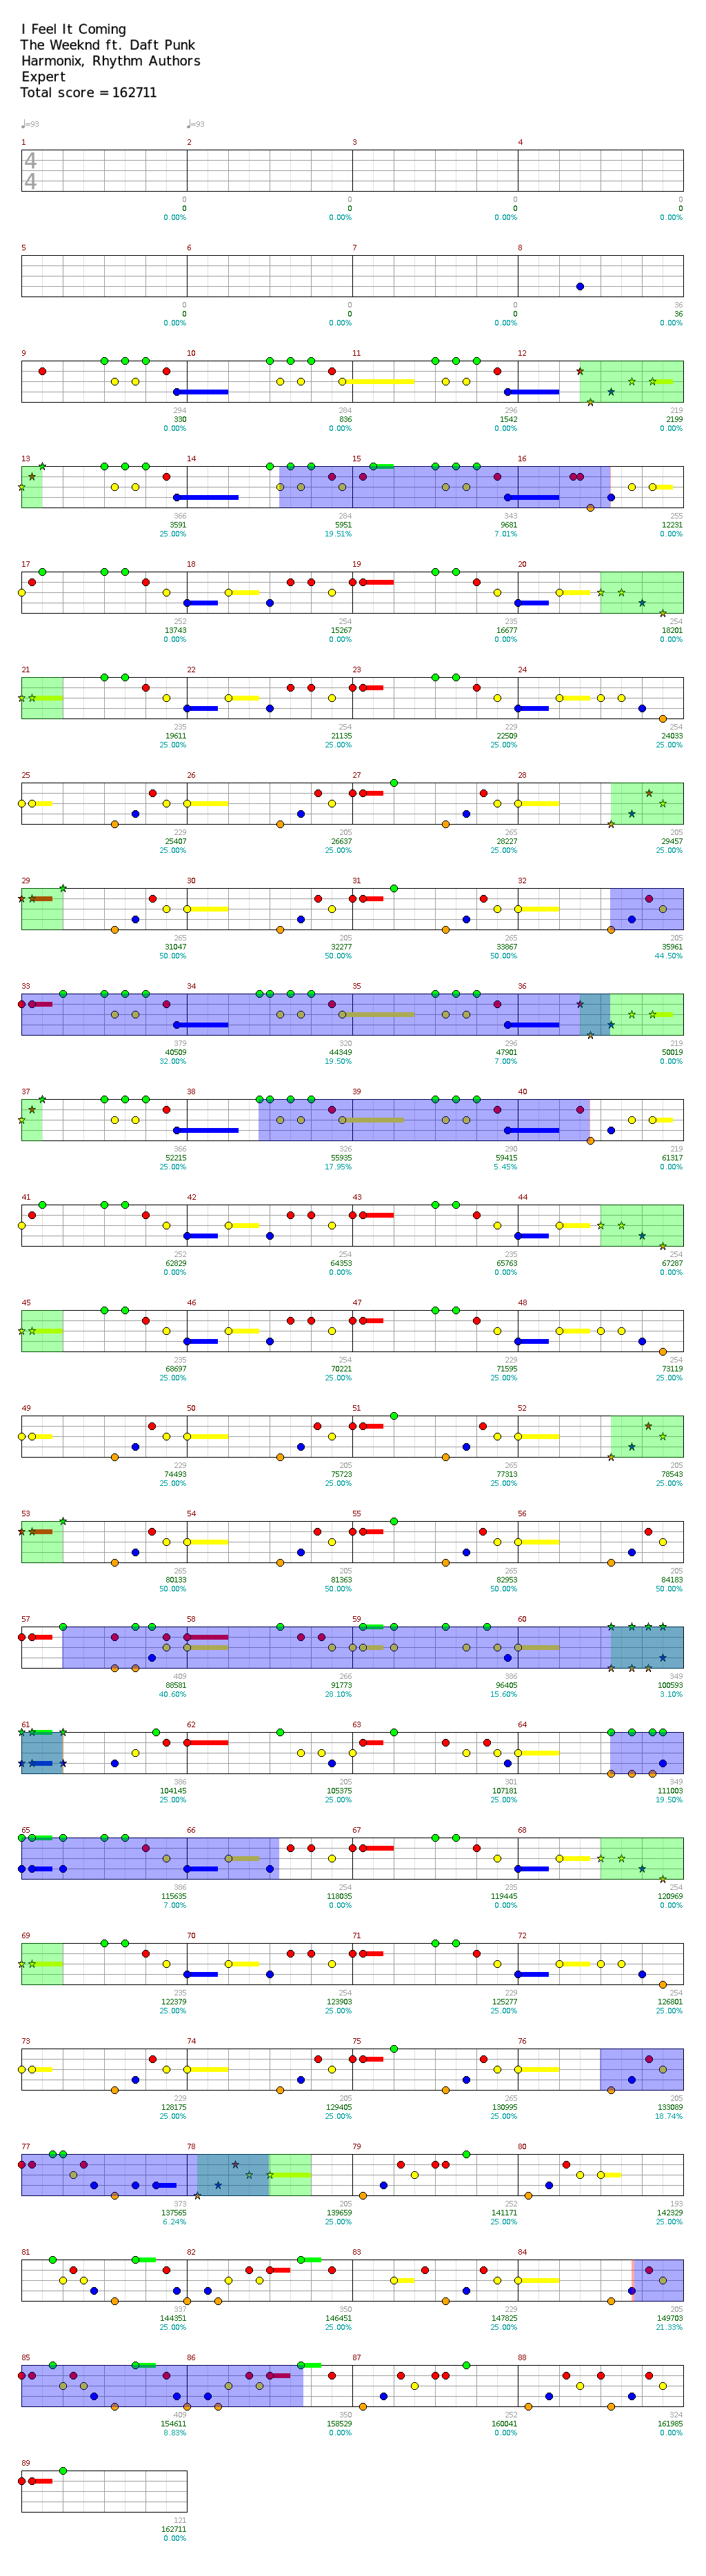 I Feel It Coming
The Weeknd ft. Daft Punk
Harmonix, Rhythm Authors
Expert
Total score = 162711
♩=93 ♩=93
1 2 3 4
4
4
0 0 0 0
0 0 0 0
0.00% 0.00% 0.00% 0.00%
5 6 7 8
0 0 0 36
0 0 0 36
0.00% 0.00% 0.00% 0.00%
9 10 11 12
294 284 296 219
330 836 1542 2199
0.00% 0.00% 0.00% 0.00%
13 14 15 16
366 284 343 255
3591 5951 9681 12231
25.00% 19.51% 7.01% 0.00%
17 18 19 20
252 254 235 254
13743 15267 16677 18201
0.00% 0.00% 0.00% 0.00%
21 22 23 24
235 254 229 254
19611 21135 22509 24033
25.00% 25.00% 25.00% 25.00%
25 26 27 28
229 205 265 205
25407 26637 28227 29457
25.00% 25.00% 25.00% 25.00%
29 30 31 32
265 205 265 205
31047 32277 33867 35961
50.00% 50.00% 50.00% 44.50%
33 34 35 36
379 320 296 219
40509 44349 47901 50019
32.00% 19.50% 7.00% 0.00%
37 38 39 40
366 326 290 219
52215 55935 59415 61317
25.00% 17.95% 5.45% 0.00%
41 42 43 44
252 254 235 254
62829 64353 65763 67287
0.00% 0.00% 0.00% 0.00%
45 46 47 48
235 254 229 254
68697 70221 71595 73119
25.00% 25.00% 25.00% 25.00%
49 50 51 52
229 205 265 205
74493 75723 77313 78543
25.00% 25.00% 25.00% 25.00%
53 54 55 56
265 205 265 205
80133 81363 82953 84183
50.00% 50.00% 50.00% 50.00%
57 58 59 60
409 266 386 349
88581 91773 96405 100593
40.60% 28.10% 15.60% 3.10%
61 62 63 64
386 205 301 349
104145 105375 107181 111003
25.00% 25.00% 25.00% 19.50%
65 66 67 68
386 254 235 254
115635 118035 119445 120969
7.00% 0.00% 0.00% 0.00%
69 70 71 72
235 254 229 254
122379 123903 125277 126801
25.00% 25.00% 25.00% 25.00%
73 74 75 76
229 205 265 205
128175 129405 130995 133089
25.00% 25.00% 25.00% 18.74%
77 78 79 80
373 205 252 193
137565 139659 141171 142329
6.24% 25.00% 25.00% 25.00%
81 82 83 84
337 350 229 205
144351 146451 147825 149703
25.00% 25.00% 25.00% 21.33%
85 86 87 88
409 350 252 324
154611 158529 160041 161985
8.83% 0.00% 0.00% 0.00%
89
121
162711
0.00%